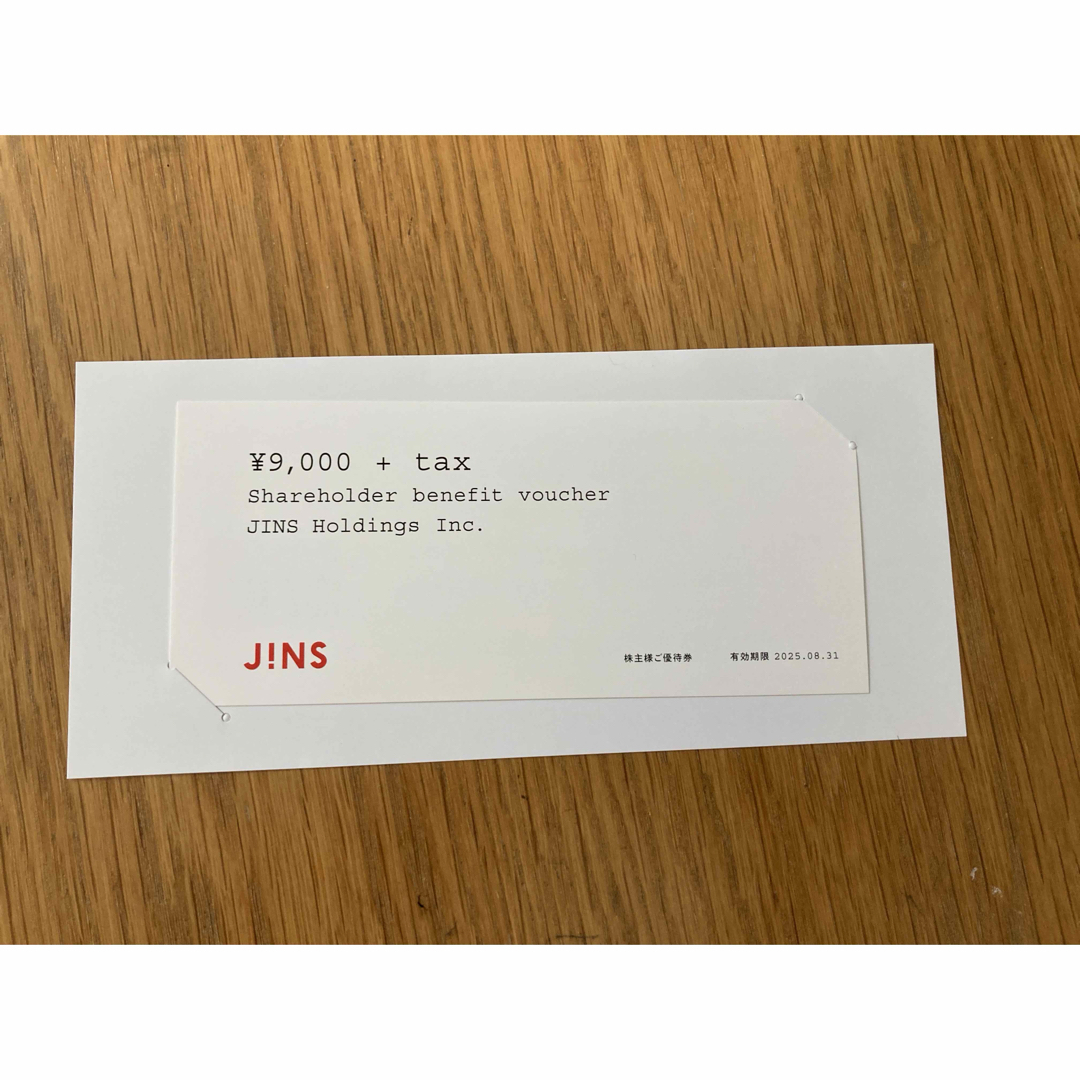 ¥9,000 + tax
Shareholder benefit voucher
JINS Holdings Inc.
J!NS
株主様ご優待券 有効期限 2025.08.31